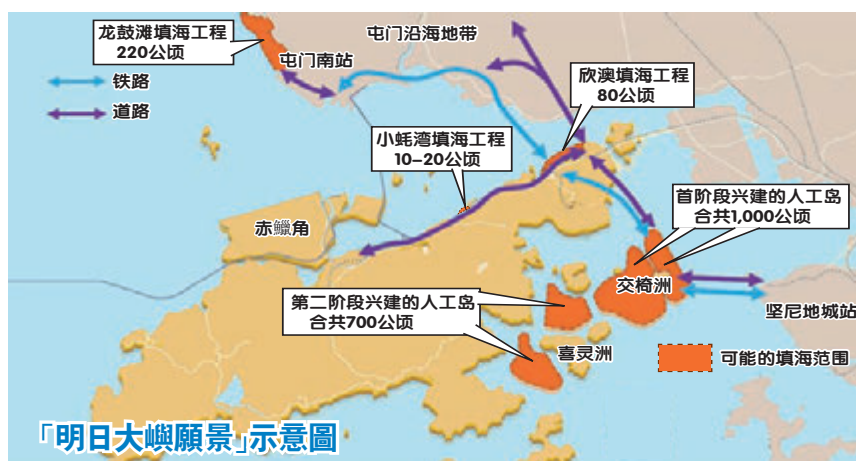 龙鼓滩填海工程
220公顷
屯门沿海地带
屯门南站
铁路
道路
欣澳填海工程
80公顷
小蚝湾填海工程
10–20公顷
首阶段兴建的人工岛
合共1,000公顷
赤鱲角
交椅洲
第二阶段兴建的人工岛
合共700公顷
坚尼地城站
喜灵洲
可能的填海范围
「明日大嶼願景」示意圖